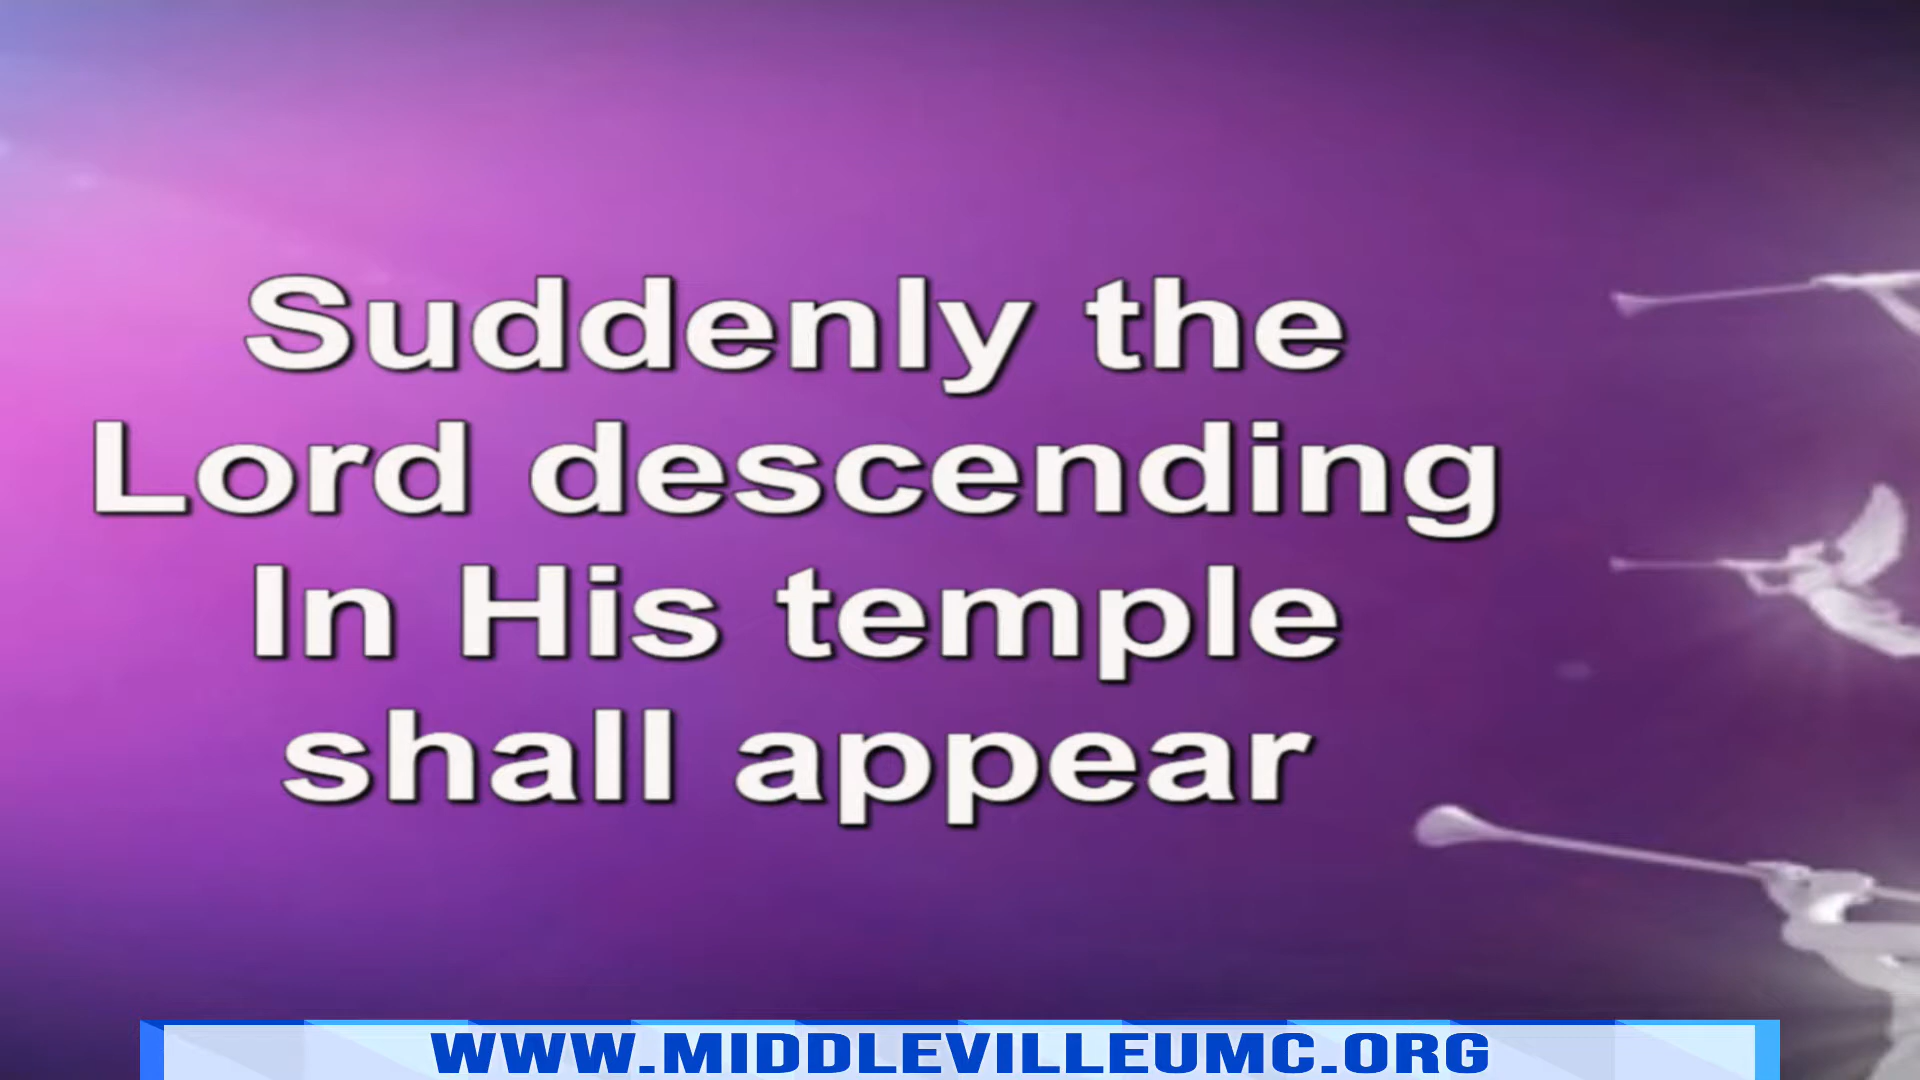 Suddenly the
Lord descending
In His temple
shall appear
WWW.MIDDLEVILLEUMC.ORG